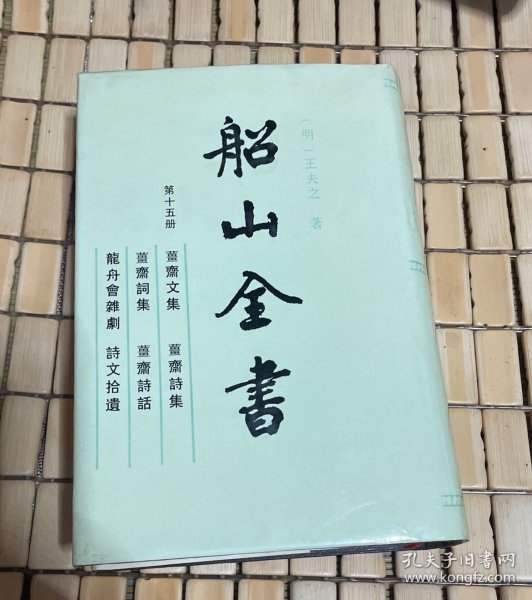 〔明〕王夫之 著
船山全書
第十五册
薑齋文集 薑齋詩集
薑齋詞集 薑齋詩話
龍舟會雜劇 詩文拾遺
孔夫子旧书网
www.kongfz.com